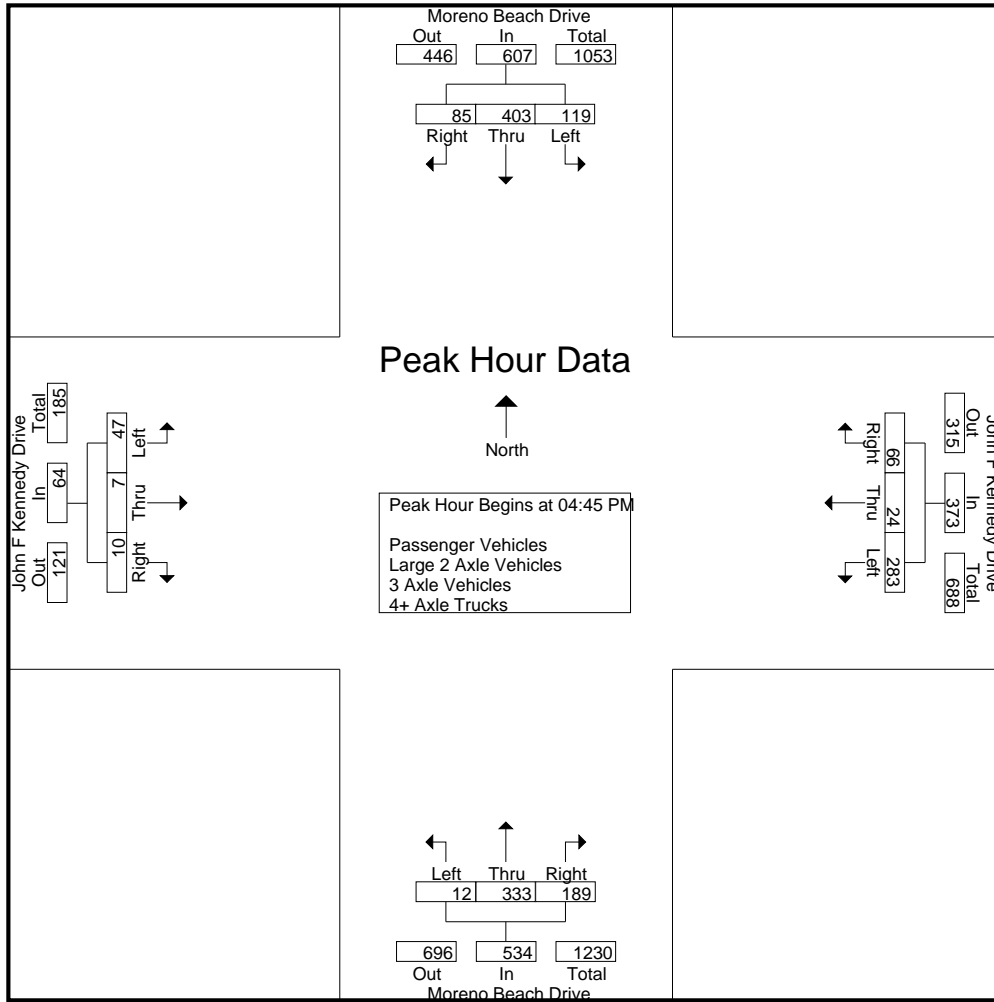 Moreno Beach Drive
Out In Total
446 607 1053
85 403 119
Right Thru Left
Peak Hour Data
North
Peak Hour Begins at 04:45 PM
Passenger Vehicles
Large 2 Axle Vehicles
3 Axle Vehicles
4+ Axle Trucks
John F Kennedy Drive
Out In Total
121 64 185
Left Thru Right
47 7 10
John F Kennedy Drive
Out In Total
315 373 688
Right Thru Left
66 24 283
Left Thru Right
12 333 189
696 534 1230
Out In Total
Moreno Beach Drive